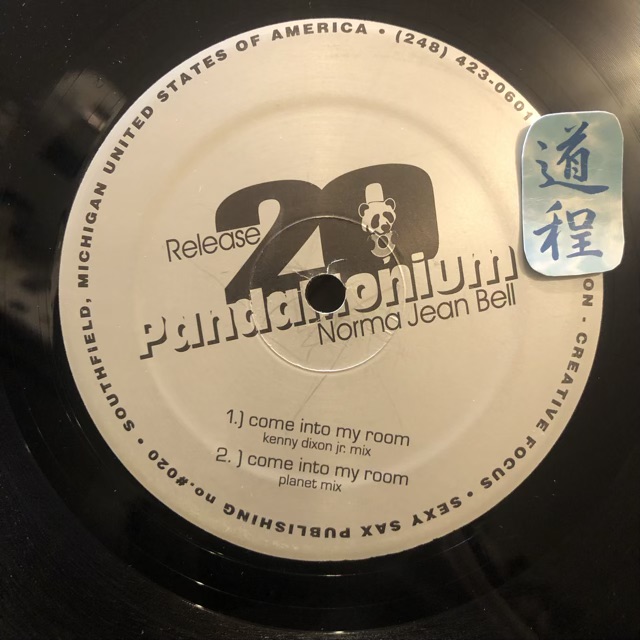 SOUTHFIELD, MICHIGAN UNITED STATES OF AMERICA • (248) 423-0601
道程
Release 20
Pandamonium
Norma Jean Bell
1.) come into my room
kenny dixon jr. mix
2.) come into my room
planet mix
ON - CREATIVE FOCUS • SEXY SAX PUBLISHING no.#020 •